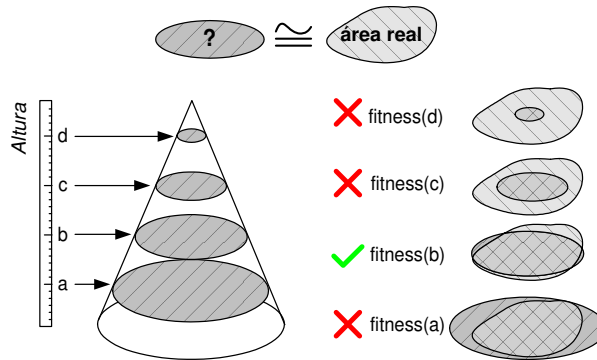 ? ≅ área real
Altura
d
c
b
a
fitness(d)
fitness(c)
fitness(b)
fitness(a)